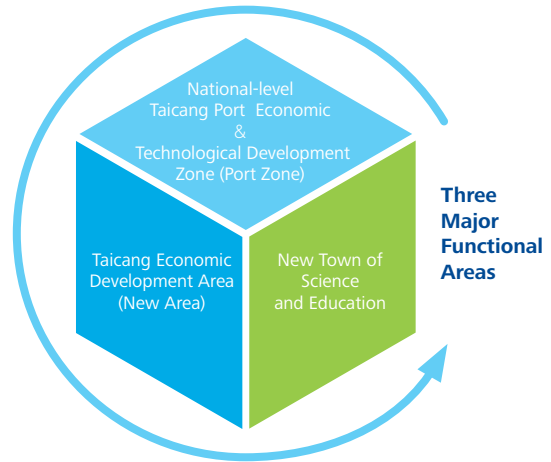 National-level
Taicang Port Economic
&
Technological Development
Zone (Port Zone)
Taicang Economic
Development Area
(New Area)
New Town of
Science
and Education
Three
Major
Functional
Areas